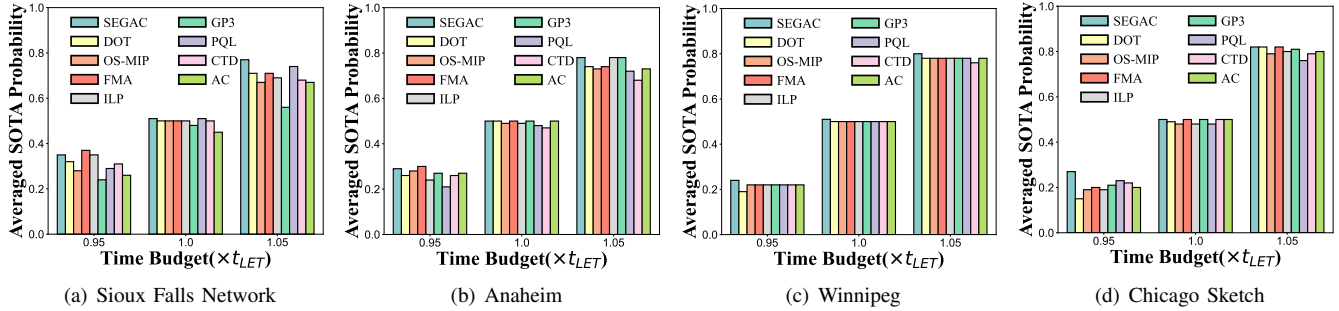 Averaged SOTA Probability
1.0
0.8
0.6
0.4
0.2
0.0
SEGAC
DOT
OS-MIP
FMA
ILP
GP3
PQL
CTD
AC
0.95
1.0
1.05
Time Budget(×t_LET)
(a) Sioux Falls Network
Averaged SOTA Probability
1.0
0.8
0.6
0.4
0.2
0.0
SEGAC
DOT
OS-MIP
FMA
ILP
GP3
PQL
CTD
AC
0.95
1.0
1.05
Time Budget(×t_LET)
(b) Anaheim
Averaged SOTA Probability
1.0
0.8
0.6
0.4
0.2
0.0
SEGAC
DOT
OS-MIP
FMA
ILP
GP3
PQL
CTD
AC
0.95
1.0
1.05
Time Budget(×t_LET)
(c) Winnipeg
Averaged SOTA Probability
1.0
0.8
0.6
0.4
0.2
0.0
SEGAC
DOT
OS-MIP
FMA
ILP
GP3
PQL
CTD
AC
0.95
1.0
1.05
Time Budget(×t_LET)
(d) Chicago Sketch